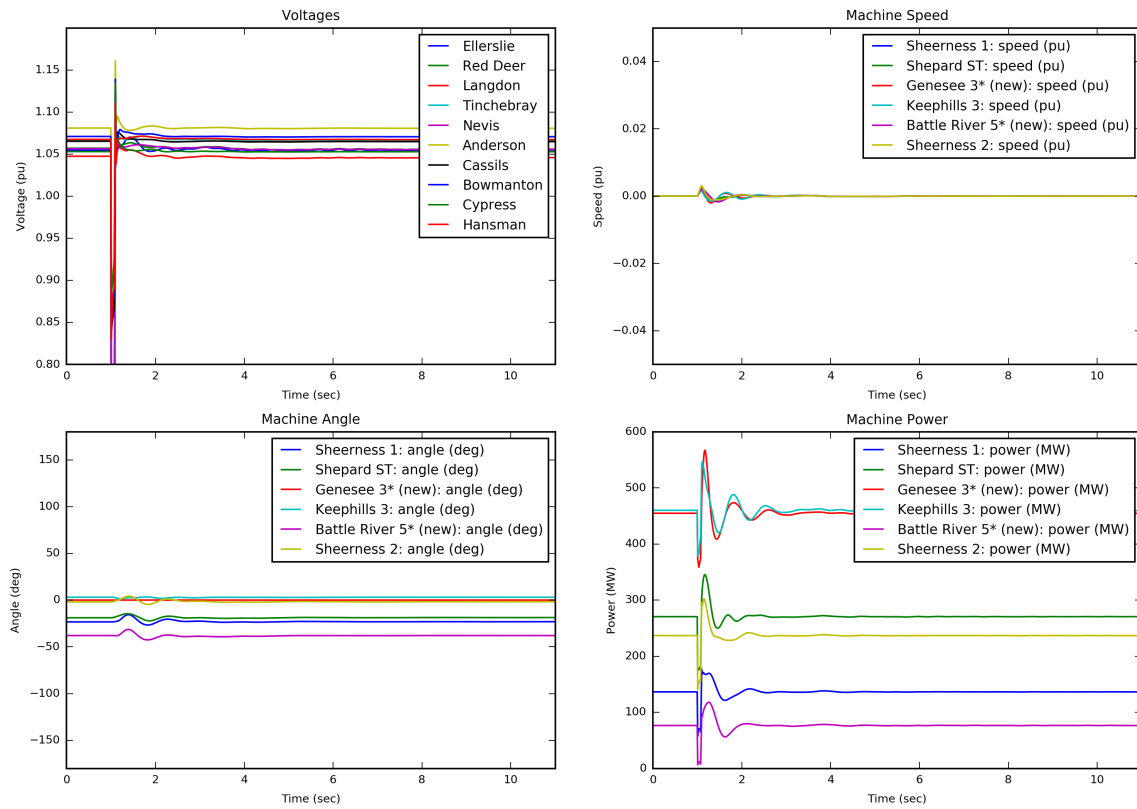 Voltages
1.15
1.10
1.05
1.00
0.95
0.90
0.85
0.80
Voltage (pu)
0
2
4
6
8
10
Time (sec)
Ellerslie
Red Deer
Langdon
Tinchebray
Nevis
Anderson
Cassils
Bowmanton
Cypress
Hansman
Machine Speed
0.04
0.02
0.00
−0.02
−0.04
Speed (pu)
0
2
4
6
8
10
Time (sec)
Sheerness 1: speed (pu)
Shepard ST: speed (pu)
Genesee 3* (new): speed (pu)
Keephills 3: speed (pu)
Battle River 5* (new): speed (pu)
Sheerness 2: speed (pu)
Machine Angle
150
100
50
0
−50
−100
−150
Angle (deg)
0
2
4
6
8
10
Time (sec)
Sheerness 1: angle (deg)
Shepard ST: angle (deg)
Genesee 3* (new): angle (deg)
Keephills 3: angle (deg)
Battle River 5* (new): angle (deg)
Sheerness 2: angle (deg)
Machine Power
600
500
400
300
200
100
0
Power (MW)
0
2
4
6
8
10
Time (sec)
Sheerness 1: power (MW)
Shepard ST: power (MW)
Genesee 3* (new): power (MW)
Keephills 3: power (MW)
Battle River 5* (new): power (MW)
Sheerness 2: power (MW)